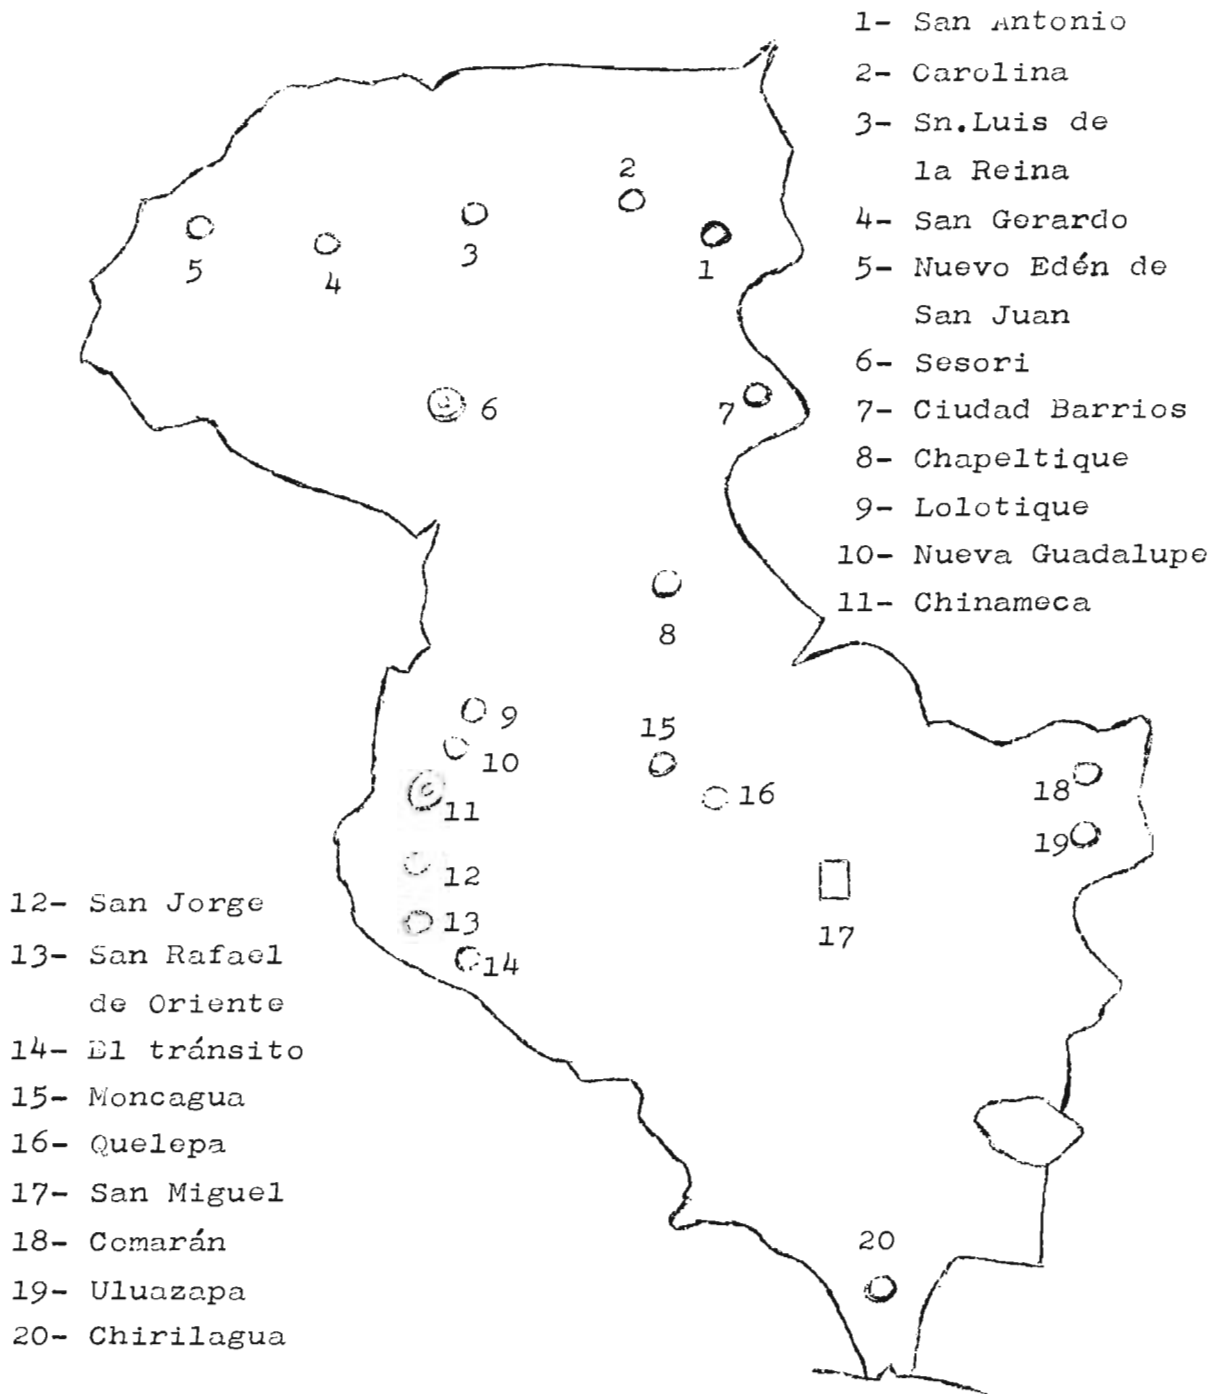 1- San Antonio
2- Carolina
3- Sn.Luis de
la Reina
4- San Gerardo
5- Nuevo Edén de
San Juan
6- Sesori
7- Ciudad Barrios
8- Chapeltique
9- Lolotique
10- Nueva Guadalupe
11- Chinameca
2
5
4
3
1
6
7
8
9
10
15
16
11
18
19
12
13
14
17
20
12- San Jorge
13- San Rafael
de Oriente
14- El tránsito
15- Moncagua
16- Quelepa
17- San Miguel
18- Comarán
19- Uluazapa
20- Chirilagua